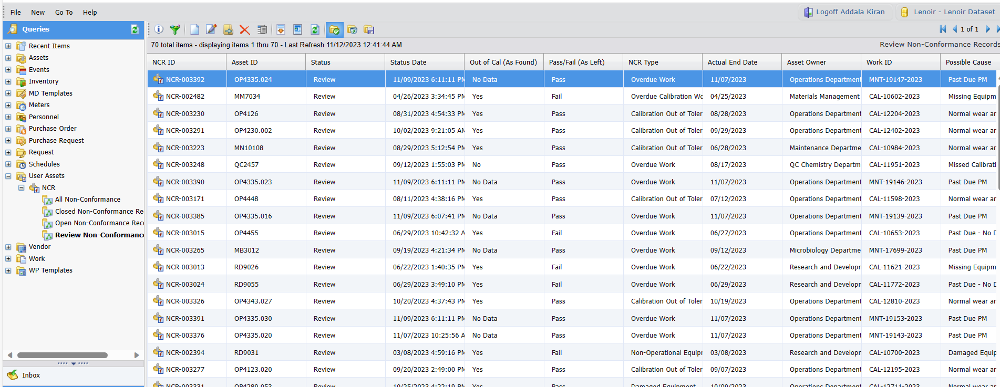 File New Go To Help Logoff Addala Kiran Lenoir - Lenoir Dataset
Queries 1 of 1
70 total items - displaying items 1 thru 70 - Last Refresh 11/12/2023 12:41:44 AM Review Non-Conformance Records
NCR ID Asset ID Status Status Date Out of Cal (As Found) Pass/Fail (As Left) NCR Type Actual End Date Asset Owner Work ID Possible Cause
NCR-003392 OP4335.024 Review 11/09/2023 6:11:11 PM No Data Pass Overdue Work 11/07/2023 Operations Department MNT-19147-2023 Past Due PM
NCR-002482 MM7034 Review 04/26/2023 3:34:45 PM Yes Fail Overdue Calibration Wo 04/25/2023 Materials Management CAL-10602-2023 Missing Equipm
NCR-003230 OP4126 Review 08/31/2023 4:54:33 PM Yes Pass Calibration Out of Toler 08/28/2023 Operations Department CAL-12204-2023 Normal wear ar
NCR-003291 OP4230.002 Review 10/02/2023 9:21:05 AM Yes Pass Calibration Out of Toler 09/29/2023 Operations Department CAL-12402-2023 Normal wear ar
NCR-003223 MN10108 Review 08/29/2023 5:12:54 PM Yes Pass Calibration Out of Toler 06/28/2023 Maintenance Departme CAL-10984-2023 Normal wear ar
NCR-003248 QC2457 Review 09/12/2023 1:55:03 PM No Pass Overdue Work 08/17/2023 QC Chemistry Departm CAL-11951-2023 Missed Calibrati
NCR-003390 OP4335.023 Review 11/09/2023 6:11:11 PM No Data Pass Overdue Work 11/07/2023 Operations Department MNT-19146-2023 Past Due PM
NCR-003171 OP4448 Review 08/11/2023 4:38:16 PM Yes Pass Calibration Out of Toler 07/12/2023 Operations Department CAL-11598-2023 Normal wear ar
NCR-003385 OP4335.016 Review 11/09/2023 6:07:41 PM No Data Pass Overdue Work 11/07/2023 Operations Department MNT-19139-2023 Past Due PM
NCR-003015 OP4455 Review 06/29/2023 10:42:32 A Yes Fail Overdue Work 06/27/2023 Operations Department CAL-10653-2023 Past Due - No D
NCR-003265 MB3012 Review 09/19/2023 4:21:34 PM No Data Pass Overdue Work 09/12/2023 Microbiology Departme MNT-17699-2023 Past Due PM
NCR-003013 RD9026 Review 06/22/2023 1:40:35 PM Yes Fail Overdue Work 06/22/2023 Research and Developn CAL-11621-2023 Missing Equipm
NCR-003024 RD9055 Review 06/29/2023 3:49:10 PM Yes Fail Overdue Work 06/29/2023 Research and Developn CAL-11772-2023 Past Due - No D
NCR-003326 OP4343.027 Review 10/20/2023 4:37:43 PM Yes Pass Calibration Out of Toler 10/19/2023 Operations Department CAL-12810-2023 Normal wear ar
NCR-003391 OP4335.030 Review 11/09/2023 6:11:11 PM No Data Pass Overdue Work 11/07/2023 Operations Department MNT-19153-2023 Past Due PM
NCR-003376 OP4335.020 Review 11/07/2023 10:25:56 A No Data Pass Overdue Work 11/07/2023 Operations Department MNT-19143-2023 Past Due PM
NCR-002394 RD9031 Review 03/08/2023 4:59:16 PM Yes Fail Non-Operational Equipr 03/08/2023 Research and Developn CAL-10700-2023 Damaged Equip
NCR-003277 OP4123.020 Review 09/20/2023 2:49:00 PM Yes Pass Calibration Out of Toler 09/07/2023 Operations Department CAL-12195-2023 Normal wear ar
NCR-003331 OP4289.053 Review 10/25/2023 4:22:19 PM Yes Pass Damaged Equipment 10/09/2023 Operations Department CAL-12711-2023 Normal wear ar
Recent Items
Assets
Events
Inventory
MD Templates
Meters
Personnel
Purchase Order
Purchase Request
Request
Schedules
User Assets
NCR
All Non-Conformance
Closed Non-Conformance Re
Open Non-Conformance Rec
Review Non-Conformance
Vendor
Work
WP Templates
Inbox